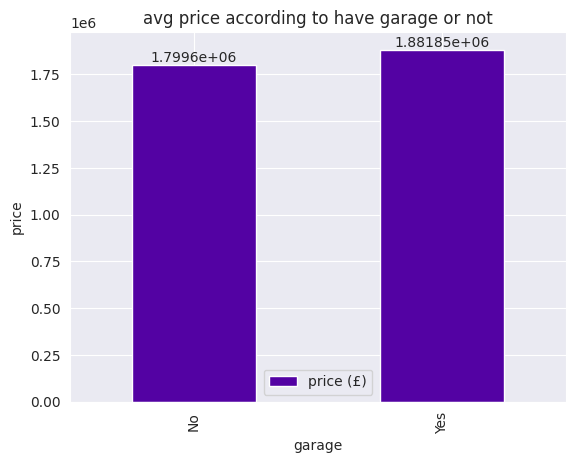 avg price according to have garage or not
1e6
1.7996e+06
1.88185e+06
1.75
1.50
1.25
1.00
0.75
0.50
0.25
0.00
price
price (£)
No
Yes
garage